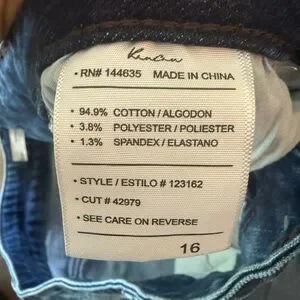 KanCan
• RN# 144635 MADE IN CHINA
• 94.9% COTTON / ALGODON
• 3.8% POLYESTER / POLIESTER
• 1.3% SPANDEX / ELASTANO
• STYLE / ESTILO # 123162
• CUT # 42979
• SEE CARE ON REVERSE
16